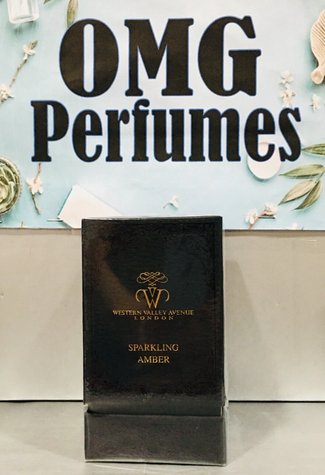 OMG
Perfumes
W
WESTERN VALLEY AVENUE
LONDON
SPARKLING
AMBER